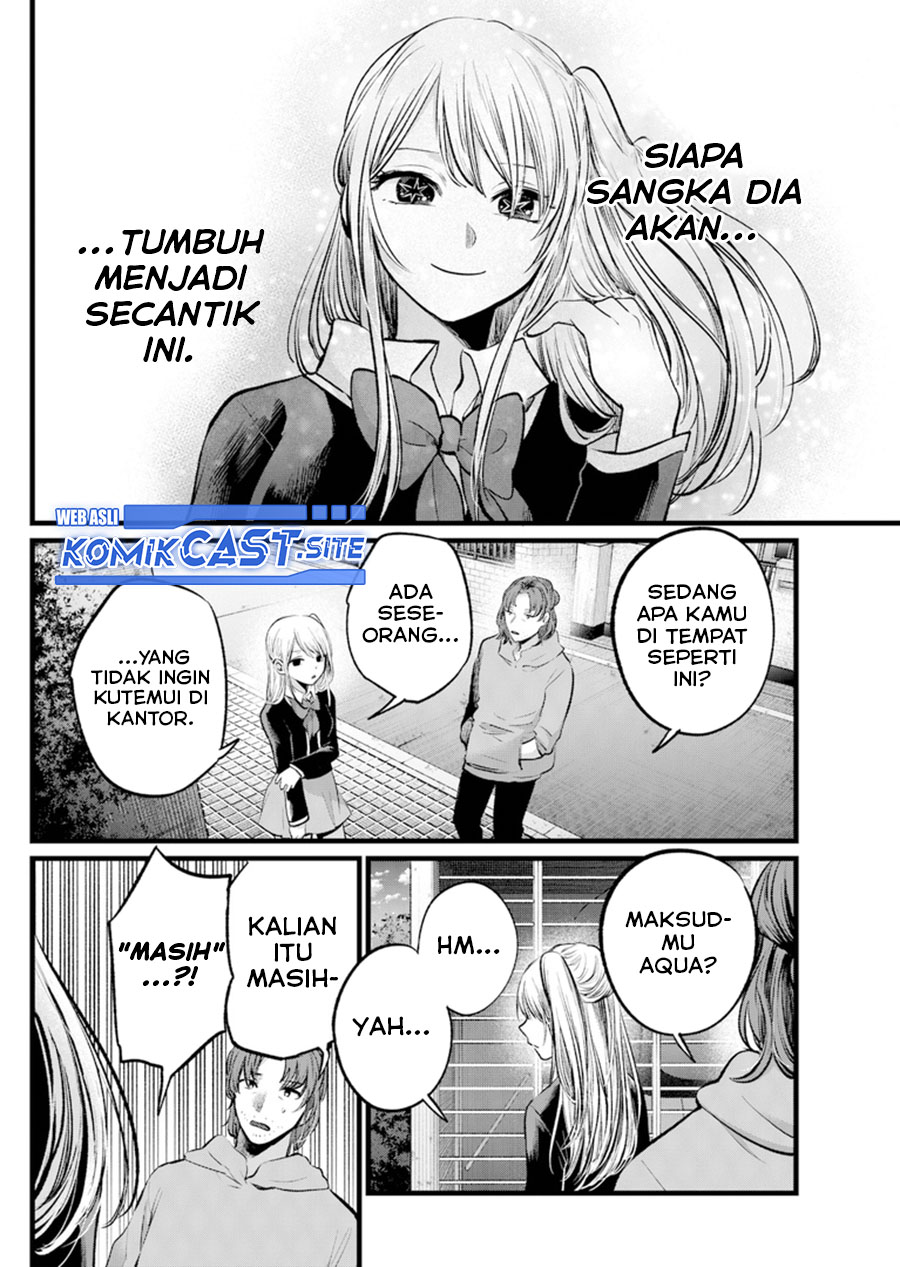 SIAPA
SANGKA DIA
AKAN...
...TUMBUH
MENJADI
SECANTIK
INI.
WEB ASLI
KOMIKCAST.SITE
SEDANG
APA KAMU
DI TEMPAT
SEPERTI
INI?
ADA
SESE-
ORANG...
...YANG
TIDAK INGIN
KUTEMUI DI
KANTOR.
MAKSUD-
MU
AQUA?
HM...
YAH...
KALIAN
ITU
MASIH-
"MASIH"
...?!